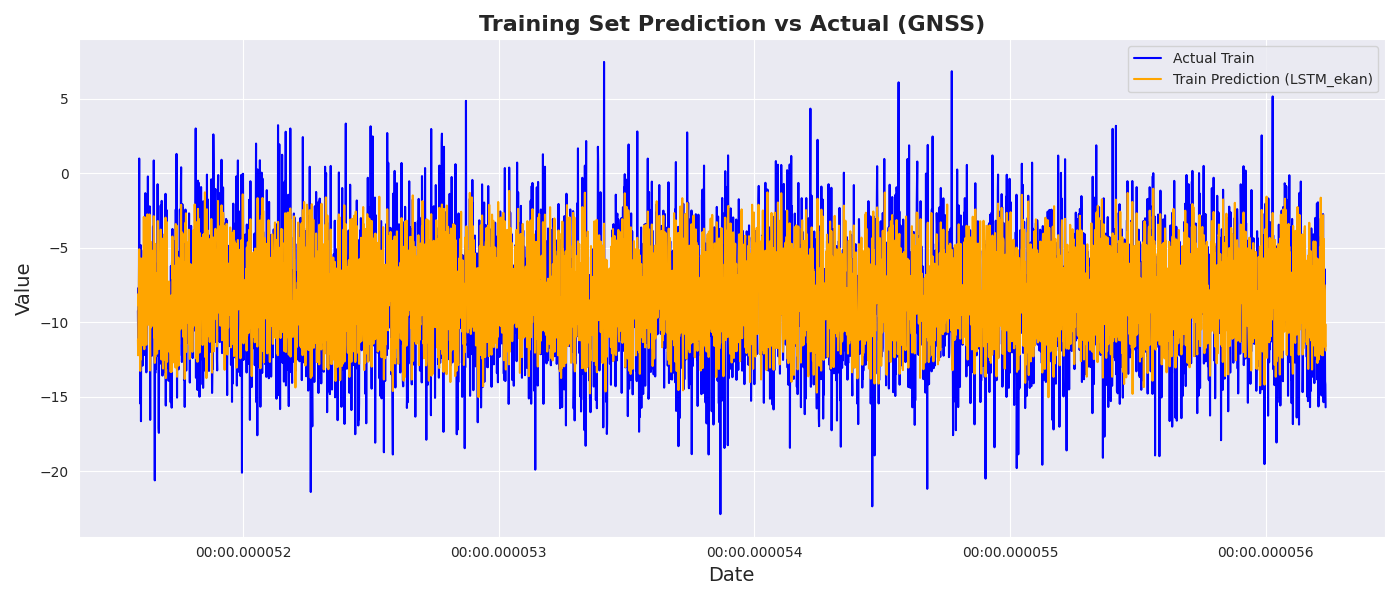 Training Set Prediction vs Actual (GNSS)
Actual Train
Train Prediction (LSTM_ekan)
Value
5
0
−5
−10
−15
−20
00:00.000052 00:00.000053 00:00.000054 00:00.000055 00:00.000056
Date